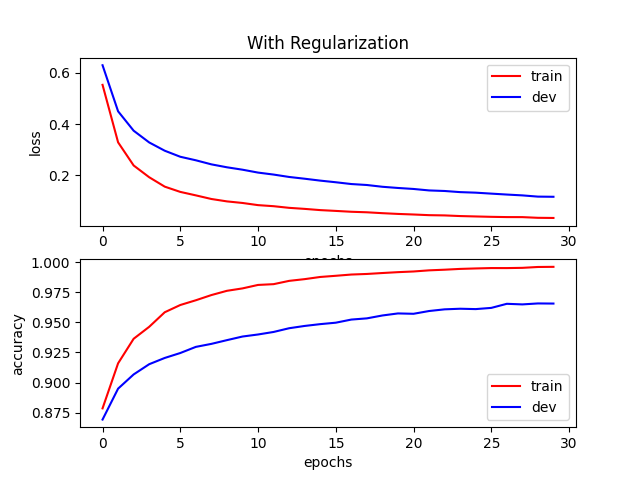 With Regularization
loss
0.6
0.4
0.2
train
dev
0 5 10 15 20 25 30
epochs
accuracy
1.000
0.975
0.950
0.925
0.900
0.875
train
dev
0 5 10 15 20 25 30
epochs